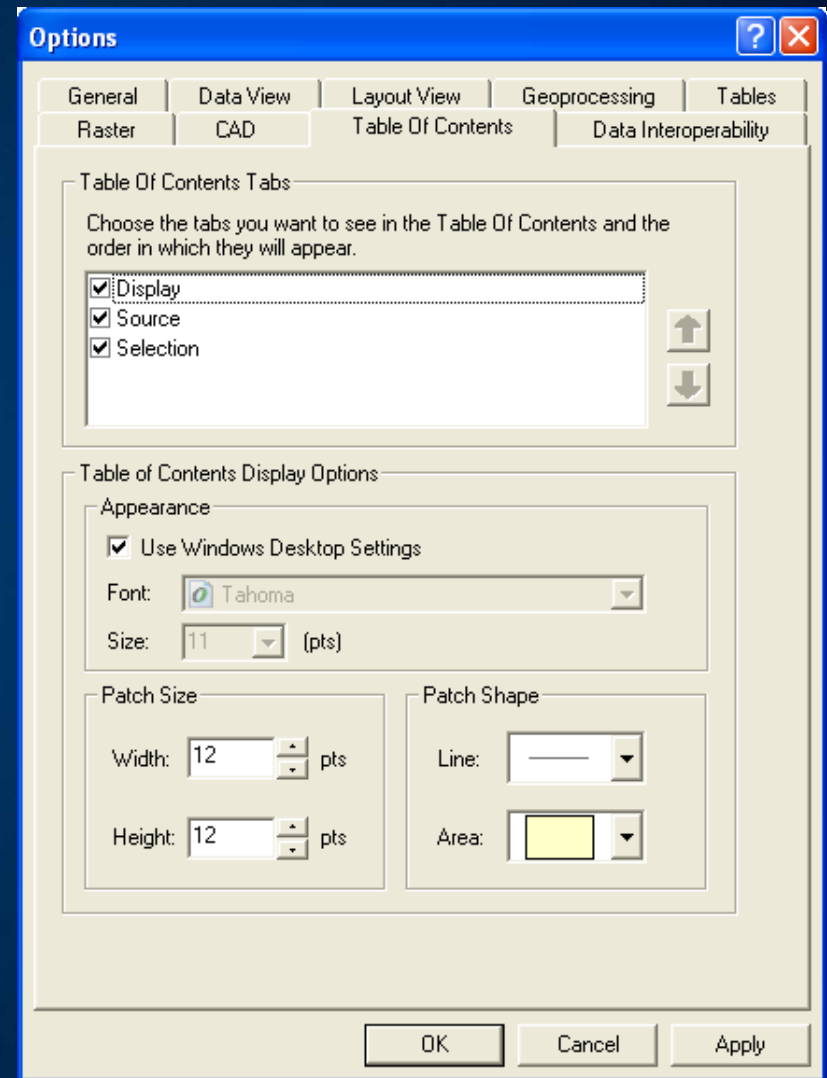 Options
General Data View Layout View Geoprocessing Tables
Raster CAD Table Of Contents Data Interoperability
Table Of Contents Tabs
Choose the tabs you want to see in the Table Of Contents and the
order in which they will appear.
Display
Source
Selection
Table of Contents Display Options
Appearance
Use Windows Desktop Settings
Font: Tahoma
Size: 11 (pts)
Patch Size
Width: 12 pts
Height: 12 pts
Patch Shape
Line:
Area:
OK Cancel Apply